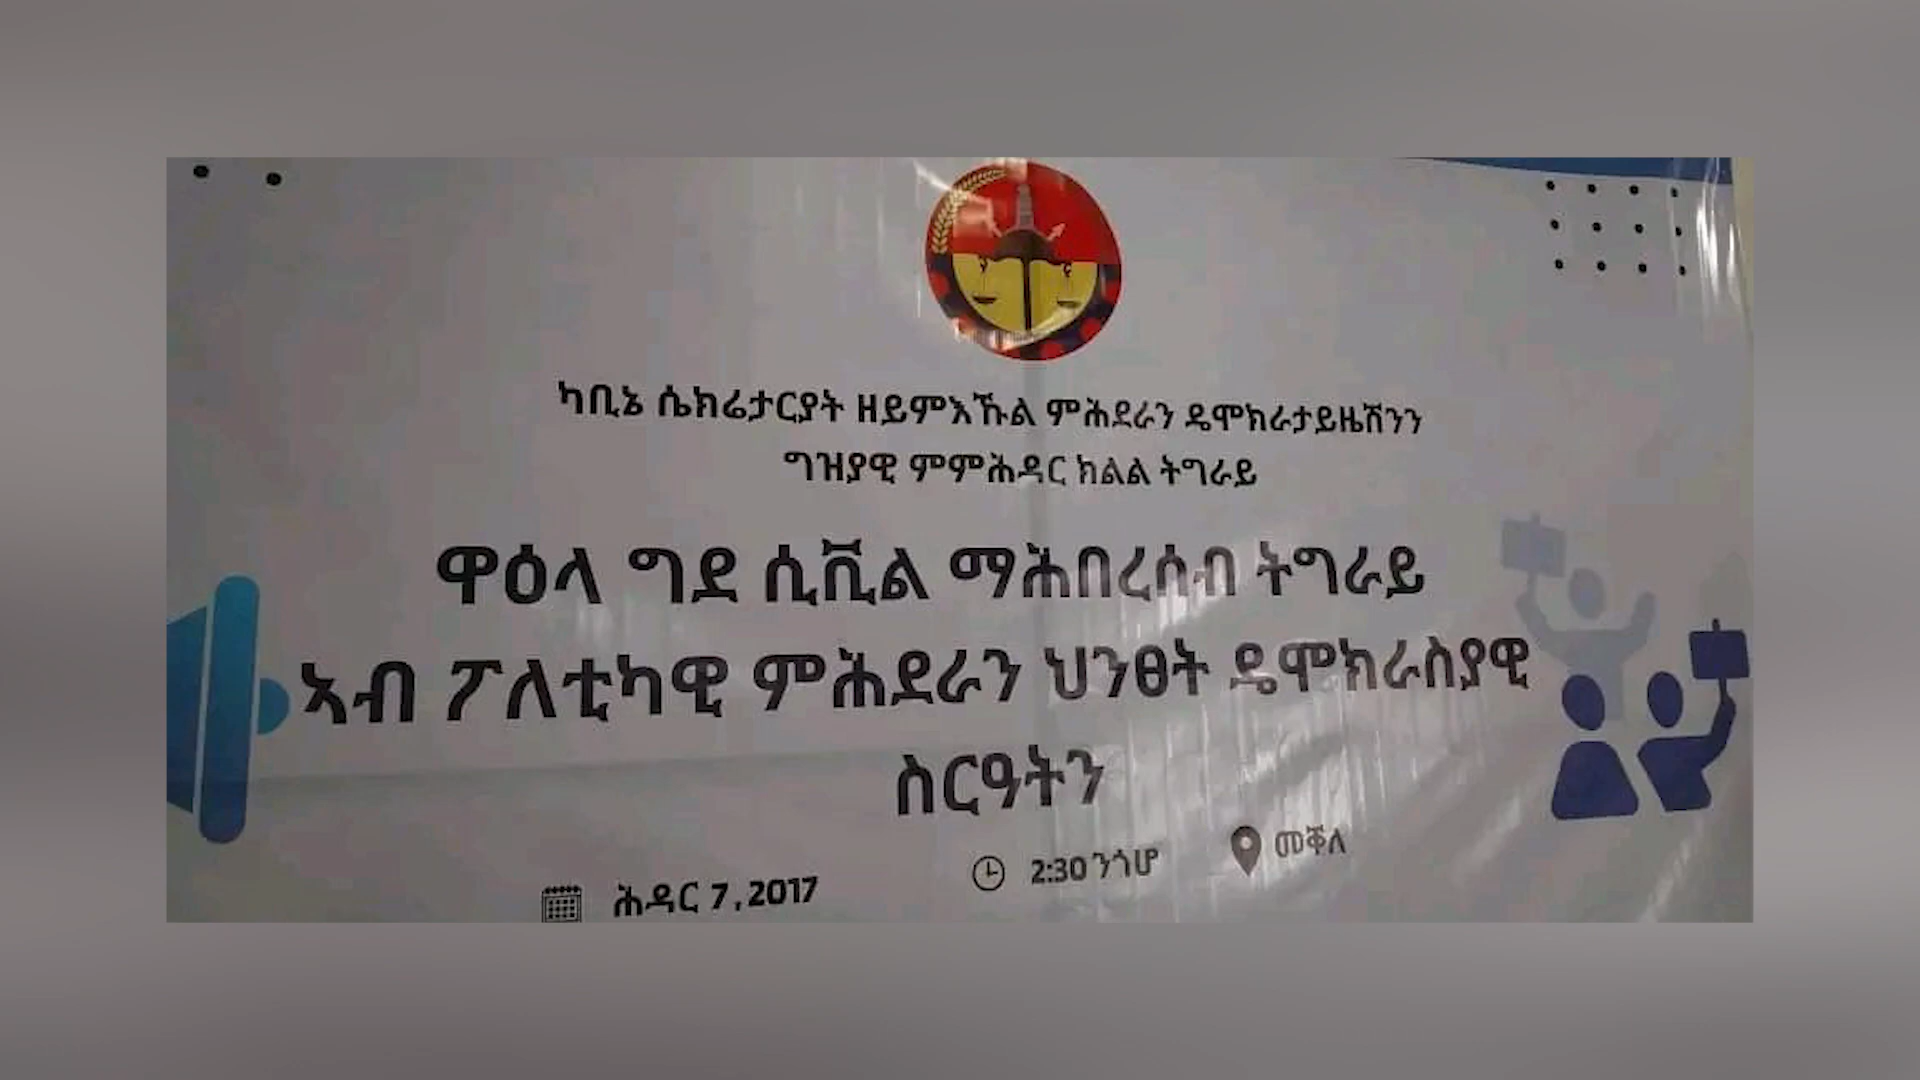 ካቢኔ ሴክሬታርያት ዘይምእኹል ምሕደራን ዴሞክራታይዜሽንን
ግዝያዊ ምምሕዳር ክልል ትግራይ
ዋዕላ ግደ ሲቪል ማሕበረሰብ ትግራይ
ኣብ ፖለቲካዊ ምሕደራን ህንፀት ዴሞክራስያዊ
ስርዓትን
ሕዳር 7,2017
2:30 ንጎሆ
መቐለ